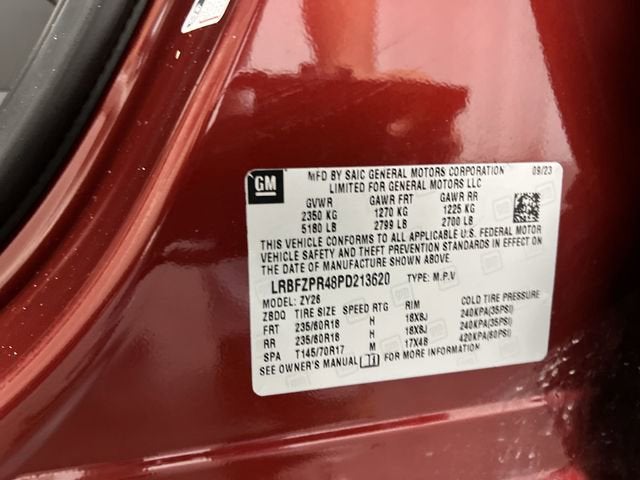 GM
MFD BY SAIC GENERAL MOTORS CORPORATION 09/23
LIMITED FOR GENERAL MOTORS LLC
GVWR GAWR FRT GAWR RR
2350 KG 1270 KG 1225 KG
5180 LB 2799 LB 2700 LB
THIS VEHICLE CONFORMS TO ALL APPLICABLE U.S. FEDERAL MOTOR
VEHICLE SAFETY AND THEFT PREVENTION STANDARDS IN EFFECT ON
THE DATE OF MANUFACTURE SHOWN ABOVE.
LRBFZPR48PD213620 TYPE: M.P.V
MODEL: ZY26
ZBDQ TIRE SIZE SPEED RTG RIM COLD TIRE PRESSURE
FRT 235/60R18 H 18X8J 240KPA(35PSI)
RR 235/60R18 H 18X8J 240KPA(35PSI)
SPA T145/70R17 M 17X4B 420KPA(60PSI)
SEE OWNER'S MANUAL FOR MORE INFORMATION